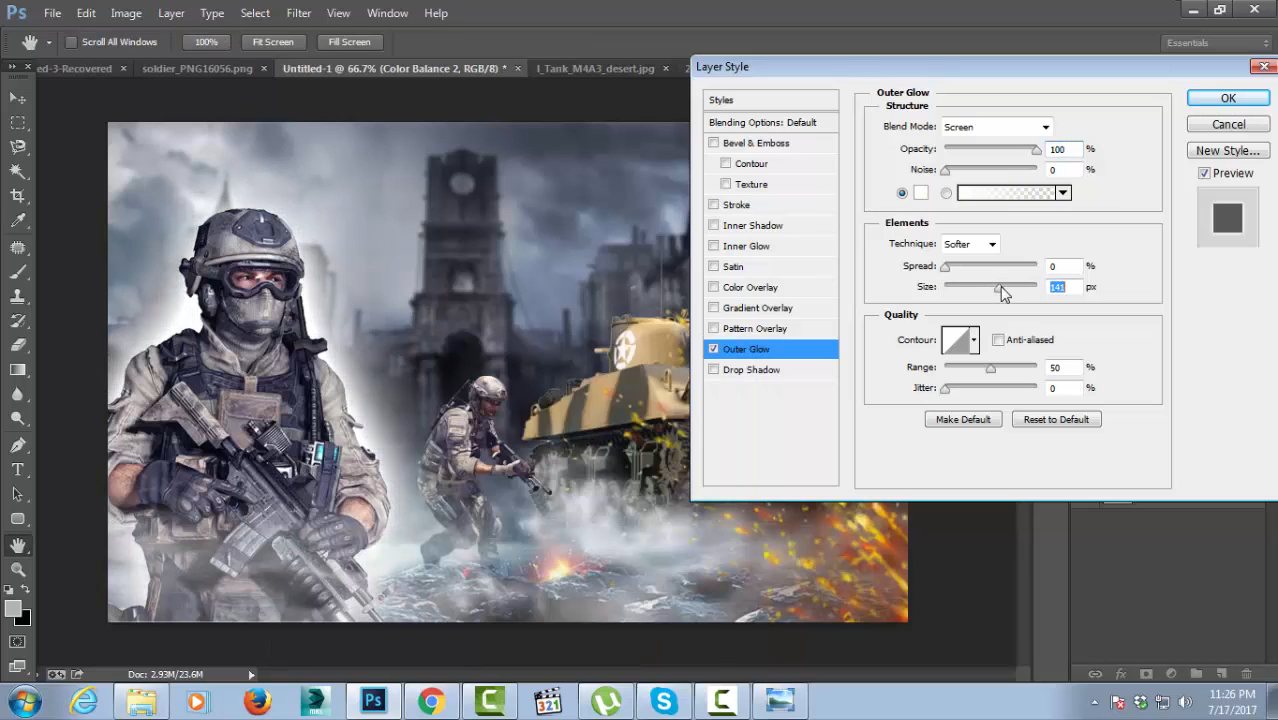 Ps File Edit Image Layer Type Select Filter View Window Help
Scroll All Windows 100% Fit Screen Fill Screen Essentials
ed-3-Recovered × soldier_PNG16056.png × Untitled-1 @ 66.7% (Color Balance 2, RGB/8) * × l_Tank_M4A3_desert.jpg ×
Layer Style
Styles
Blending Options: Default
Bevel & Emboss
Contour
Texture
Stroke
Inner Shadow
Inner Glow
Satin
Color Overlay
Gradient Overlay
Pattern Overlay
Outer Glow
Drop Shadow
Outer Glow
Structure
Blend Mode: Screen
Opacity: 100 %
Noise: 0 %
Elements
Technique: Softer
Spread: 0 %
Size: 141 px
Quality
Contour: Anti-aliased
Range: 50 %
Jitter: 0 %
Make Default Reset to Default
OK
Cancel
New Style...
Preview
Doc: 2.93M/23.6M
11:26 PM
7/17/2017
Ps
321